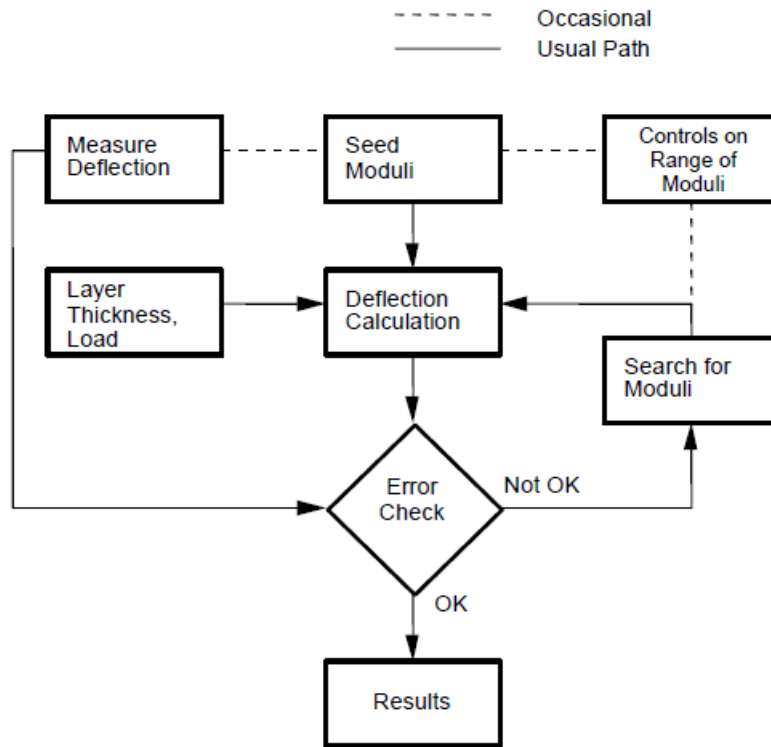 Occasional
Usual Path
Measure
Deflection
Seed
Moduli
Controls on
Range of
Moduli
Layer
Thickness,
Load
Deflection
Calculation
Search for
Moduli
Error
Check
Not OK
OK
Results